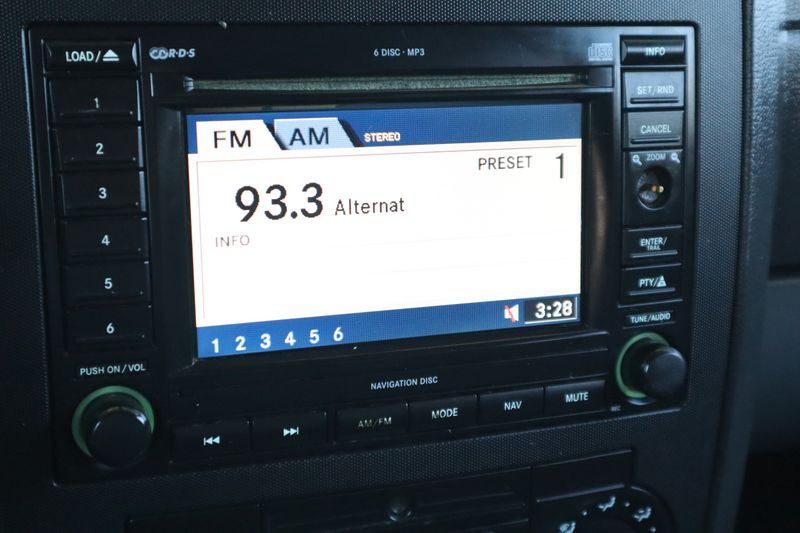 LOAD/
R·D·S
6 DISC · MP3
INFO
SET/RND
CANCEL
ZOOM
ENTER/
TRAIL
PTY/
TUNE/AUDIO
REC
1
2
3
4
5
6
PUSH ON/VOL
FM AM STEREO
PRESET 1
93.3 Alternat
INFO
1 2 3 4 5 6
3:28
NAVIGATION DISC
AM/FM MODE NAV MUTE